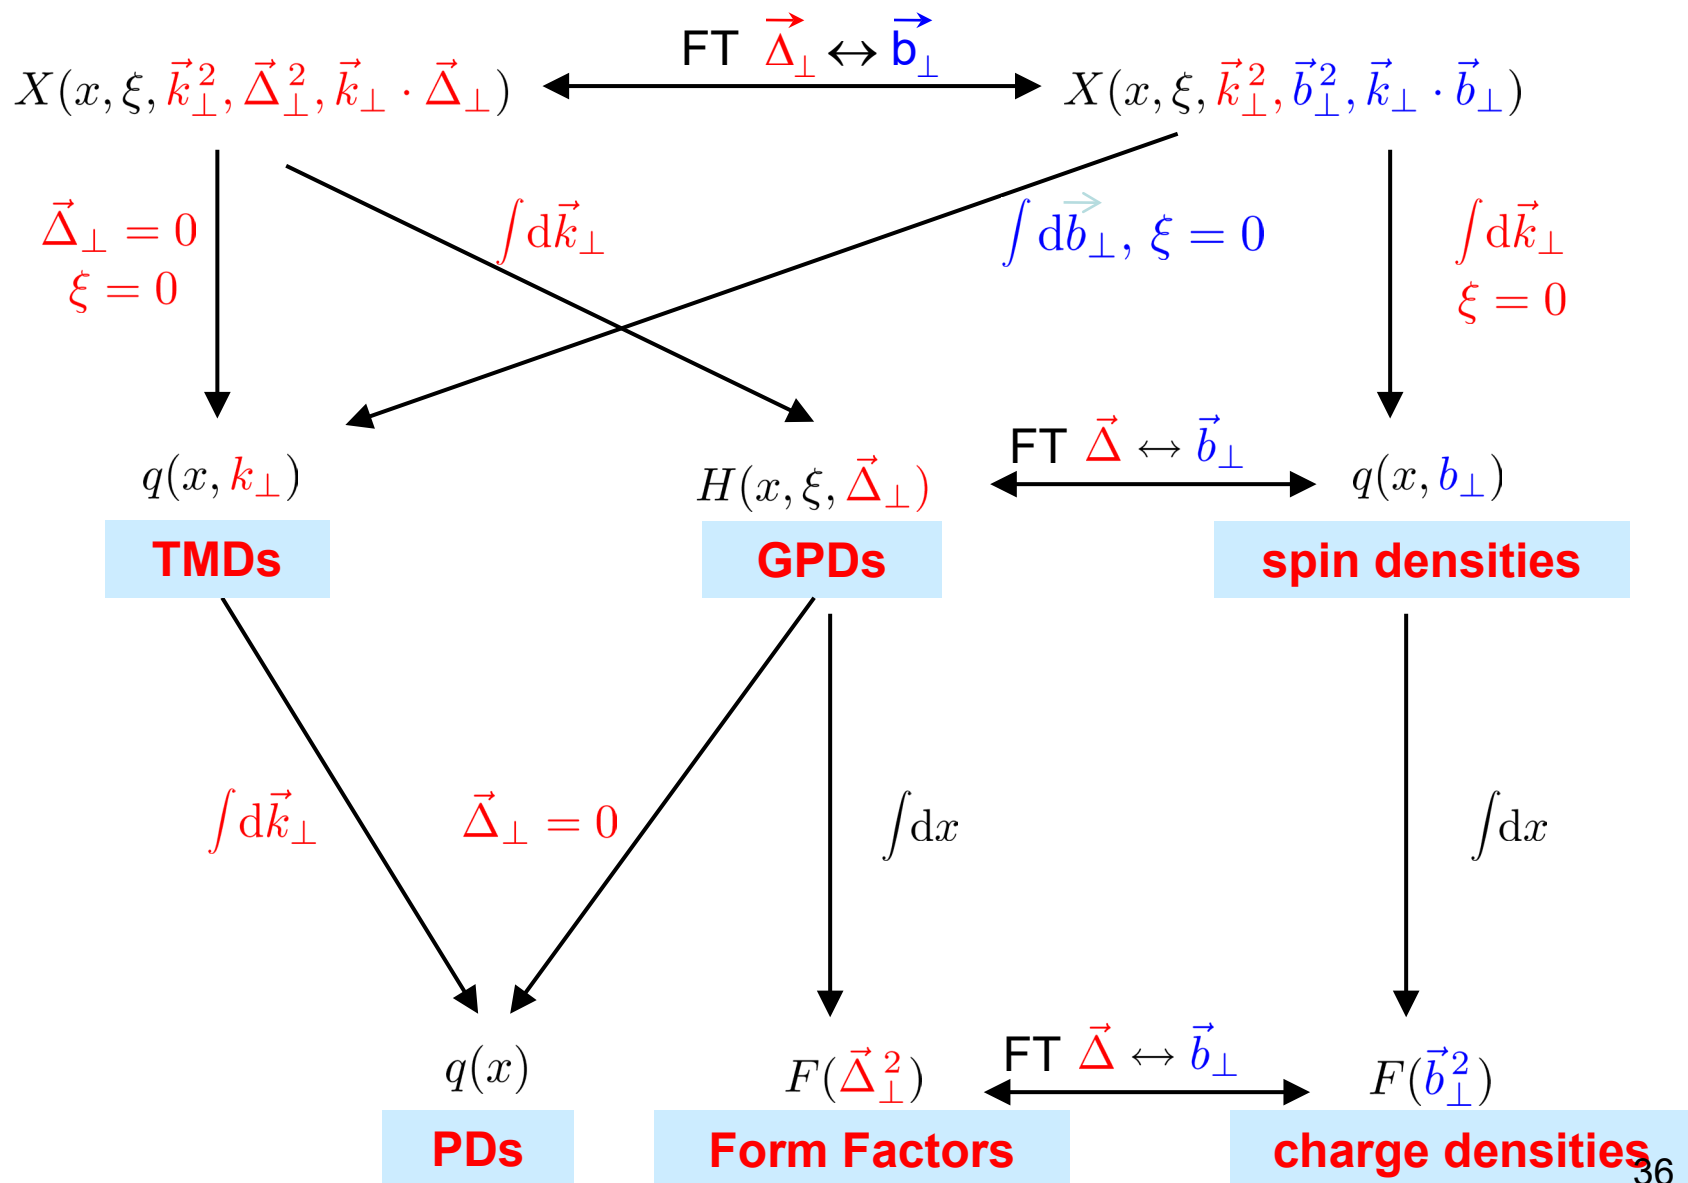 FT Δ⃗⊥ ↔ b⃗⊥
X(x, ξ, k⃗⊥², Δ⃗⊥², k⃗⊥ · Δ⃗⊥)
X(x, ξ, k⃗⊥², b⃗⊥², k⃗⊥ · b⃗⊥)
Δ⃗⊥ = 0
ξ = 0
∫dk⃗⊥
∫db⃗⊥, ξ = 0
∫dk⃗⊥
ξ = 0
q(x, k⊥)
H(x, ξ, Δ⃗⊥)
FT Δ⃗ ↔ b⃗⊥
q(x, b⊥)
TMDs
GPDs
spin densities
∫dk⃗⊥
Δ⃗⊥ = 0
∫dx
∫dx
q(x)
F(Δ⃗⊥²)
FT Δ⃗ ↔ b⃗⊥
F(b⃗⊥²)
PDs
Form Factors
charge densities
36